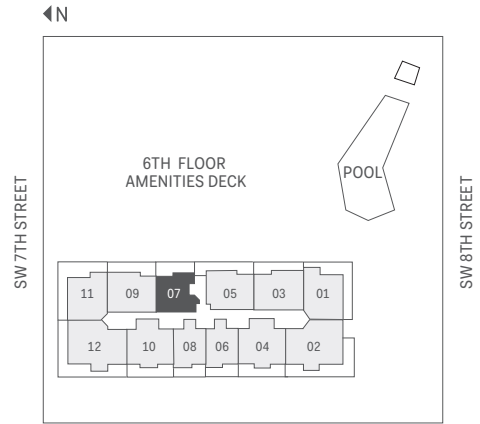 N
6TH FLOOR
AMENITIES DECK
POOL
SW 7TH STREET
SW 8TH STREET
11 09 07 05 03 01
12 10 08 06 04 02